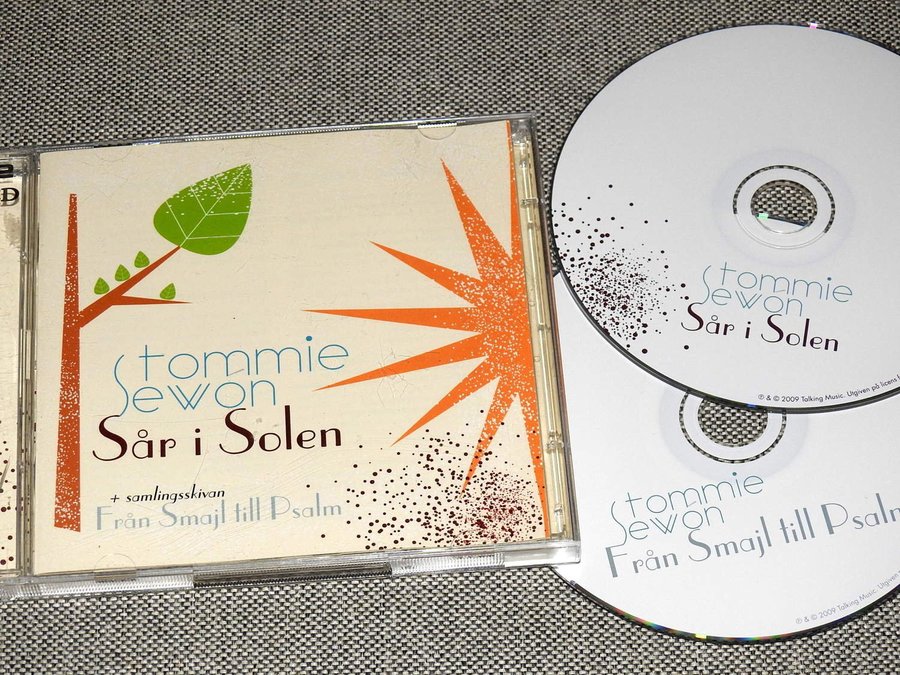 tommie
Sewon
Sår i Solen
+ samlingsskivan
Från Smajl till Psalm
tommie
Sewon
Sår i Solen
℗ & © 2009 Talking Music. Utgiven på licens
tommie
Sewon
Från Smajl till Psalm
℗ & © 2009 Talking Music. Utgiven